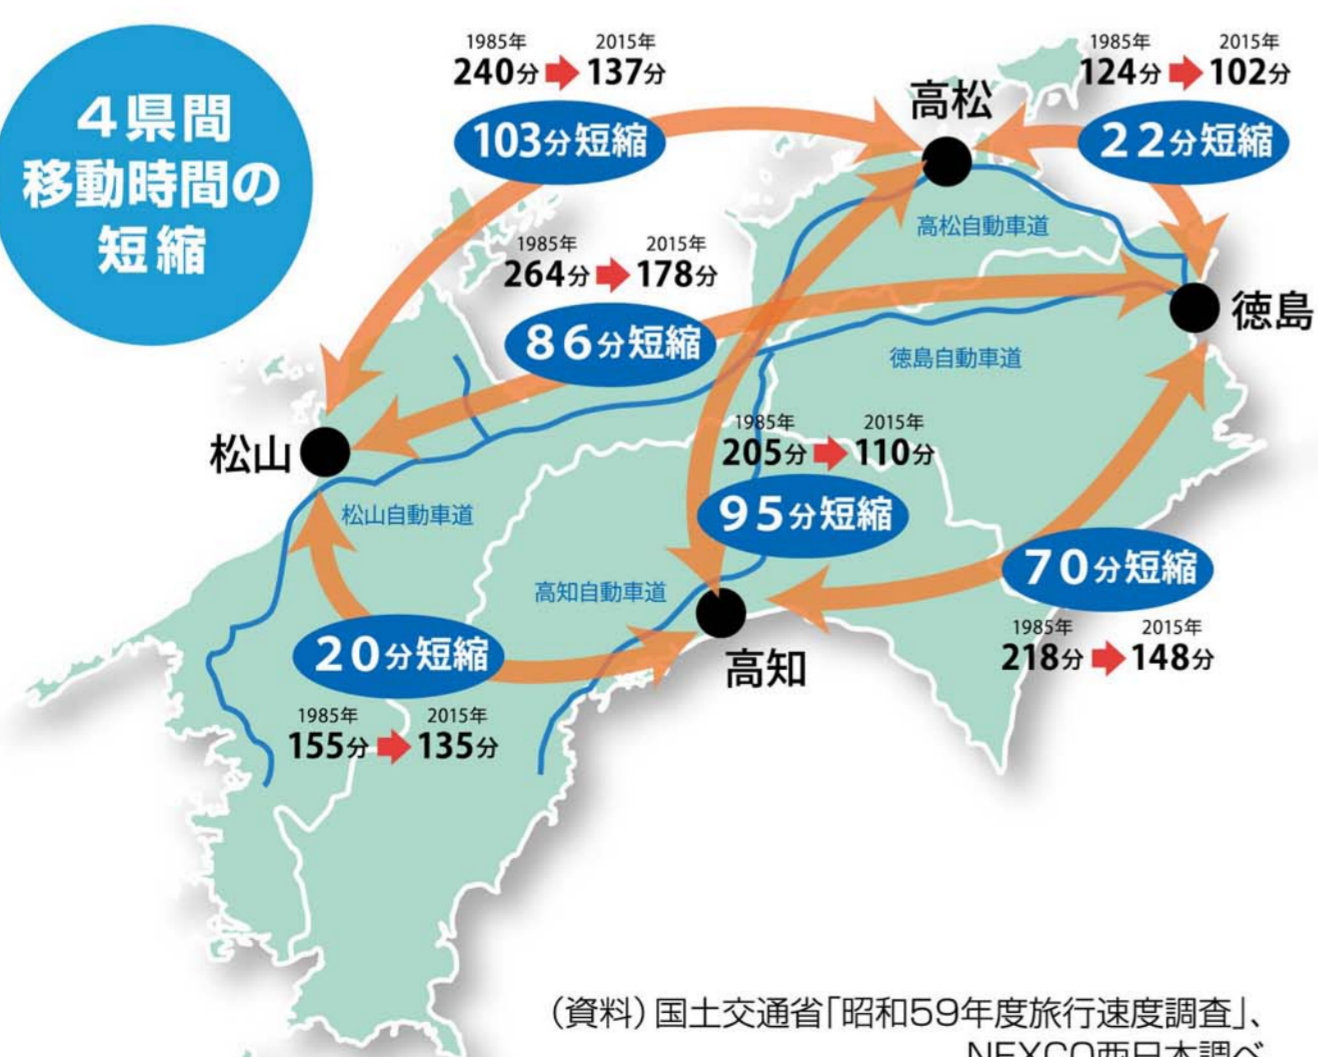 4県間
移動時間の
短縮
1985年 2015年
240分 137分
103分短縮
1985年 2015年
124分 102分
22分短縮
高松
高松自動車道
1985年 2015年
264分 178分
86分短縮
徳島
徳島自動車道
松山
松山自動車道
1985年 2015年
205分 110分
95分短縮
70分短縮
1985年 2015年
218分 148分
高知自動車道
高知
20分短縮
1985年 2015年
155分 135分
(資料)国土交通省「昭和59年度旅行速度調査」、
NEXCO西日本調べ